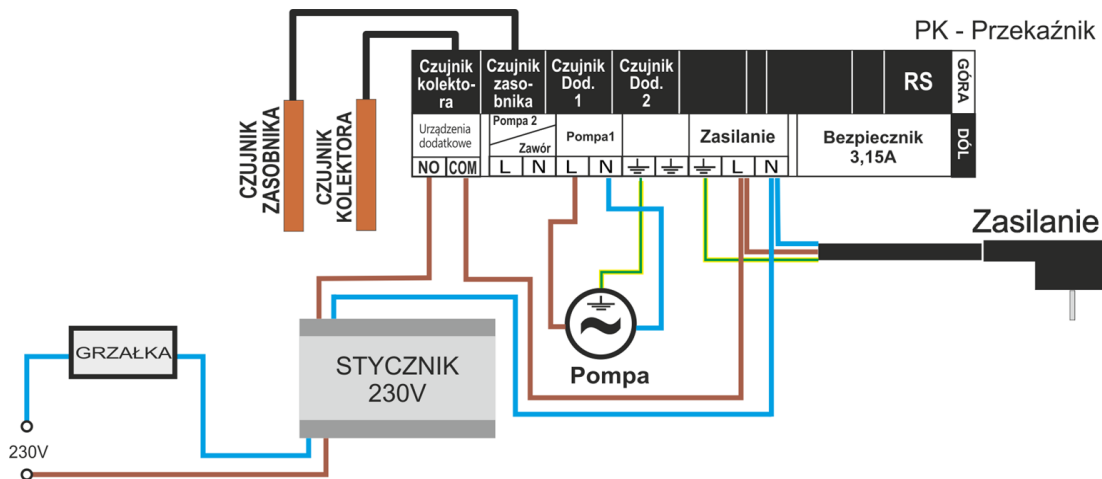 PK - Przekaźnik
Czujnik
kolekto-
ra
Czujnik
zaso-
bnika
Czujnik
Dod.
1
Czujnik
Dod.
2
RS
GÓRA
Urządzenia
dodatkowe
Pompa 2
Zawór
Pompa1
Zasilanie
Bezpiecznik
3,15A
DÓL
NO COM L N L N L N
CZUJNIK
ZASOBNIKA
CZUJNIK
KOLEKTORA
Zasilanie
GRZAŁKA
STYCZNIK
230V
Pompa
230V